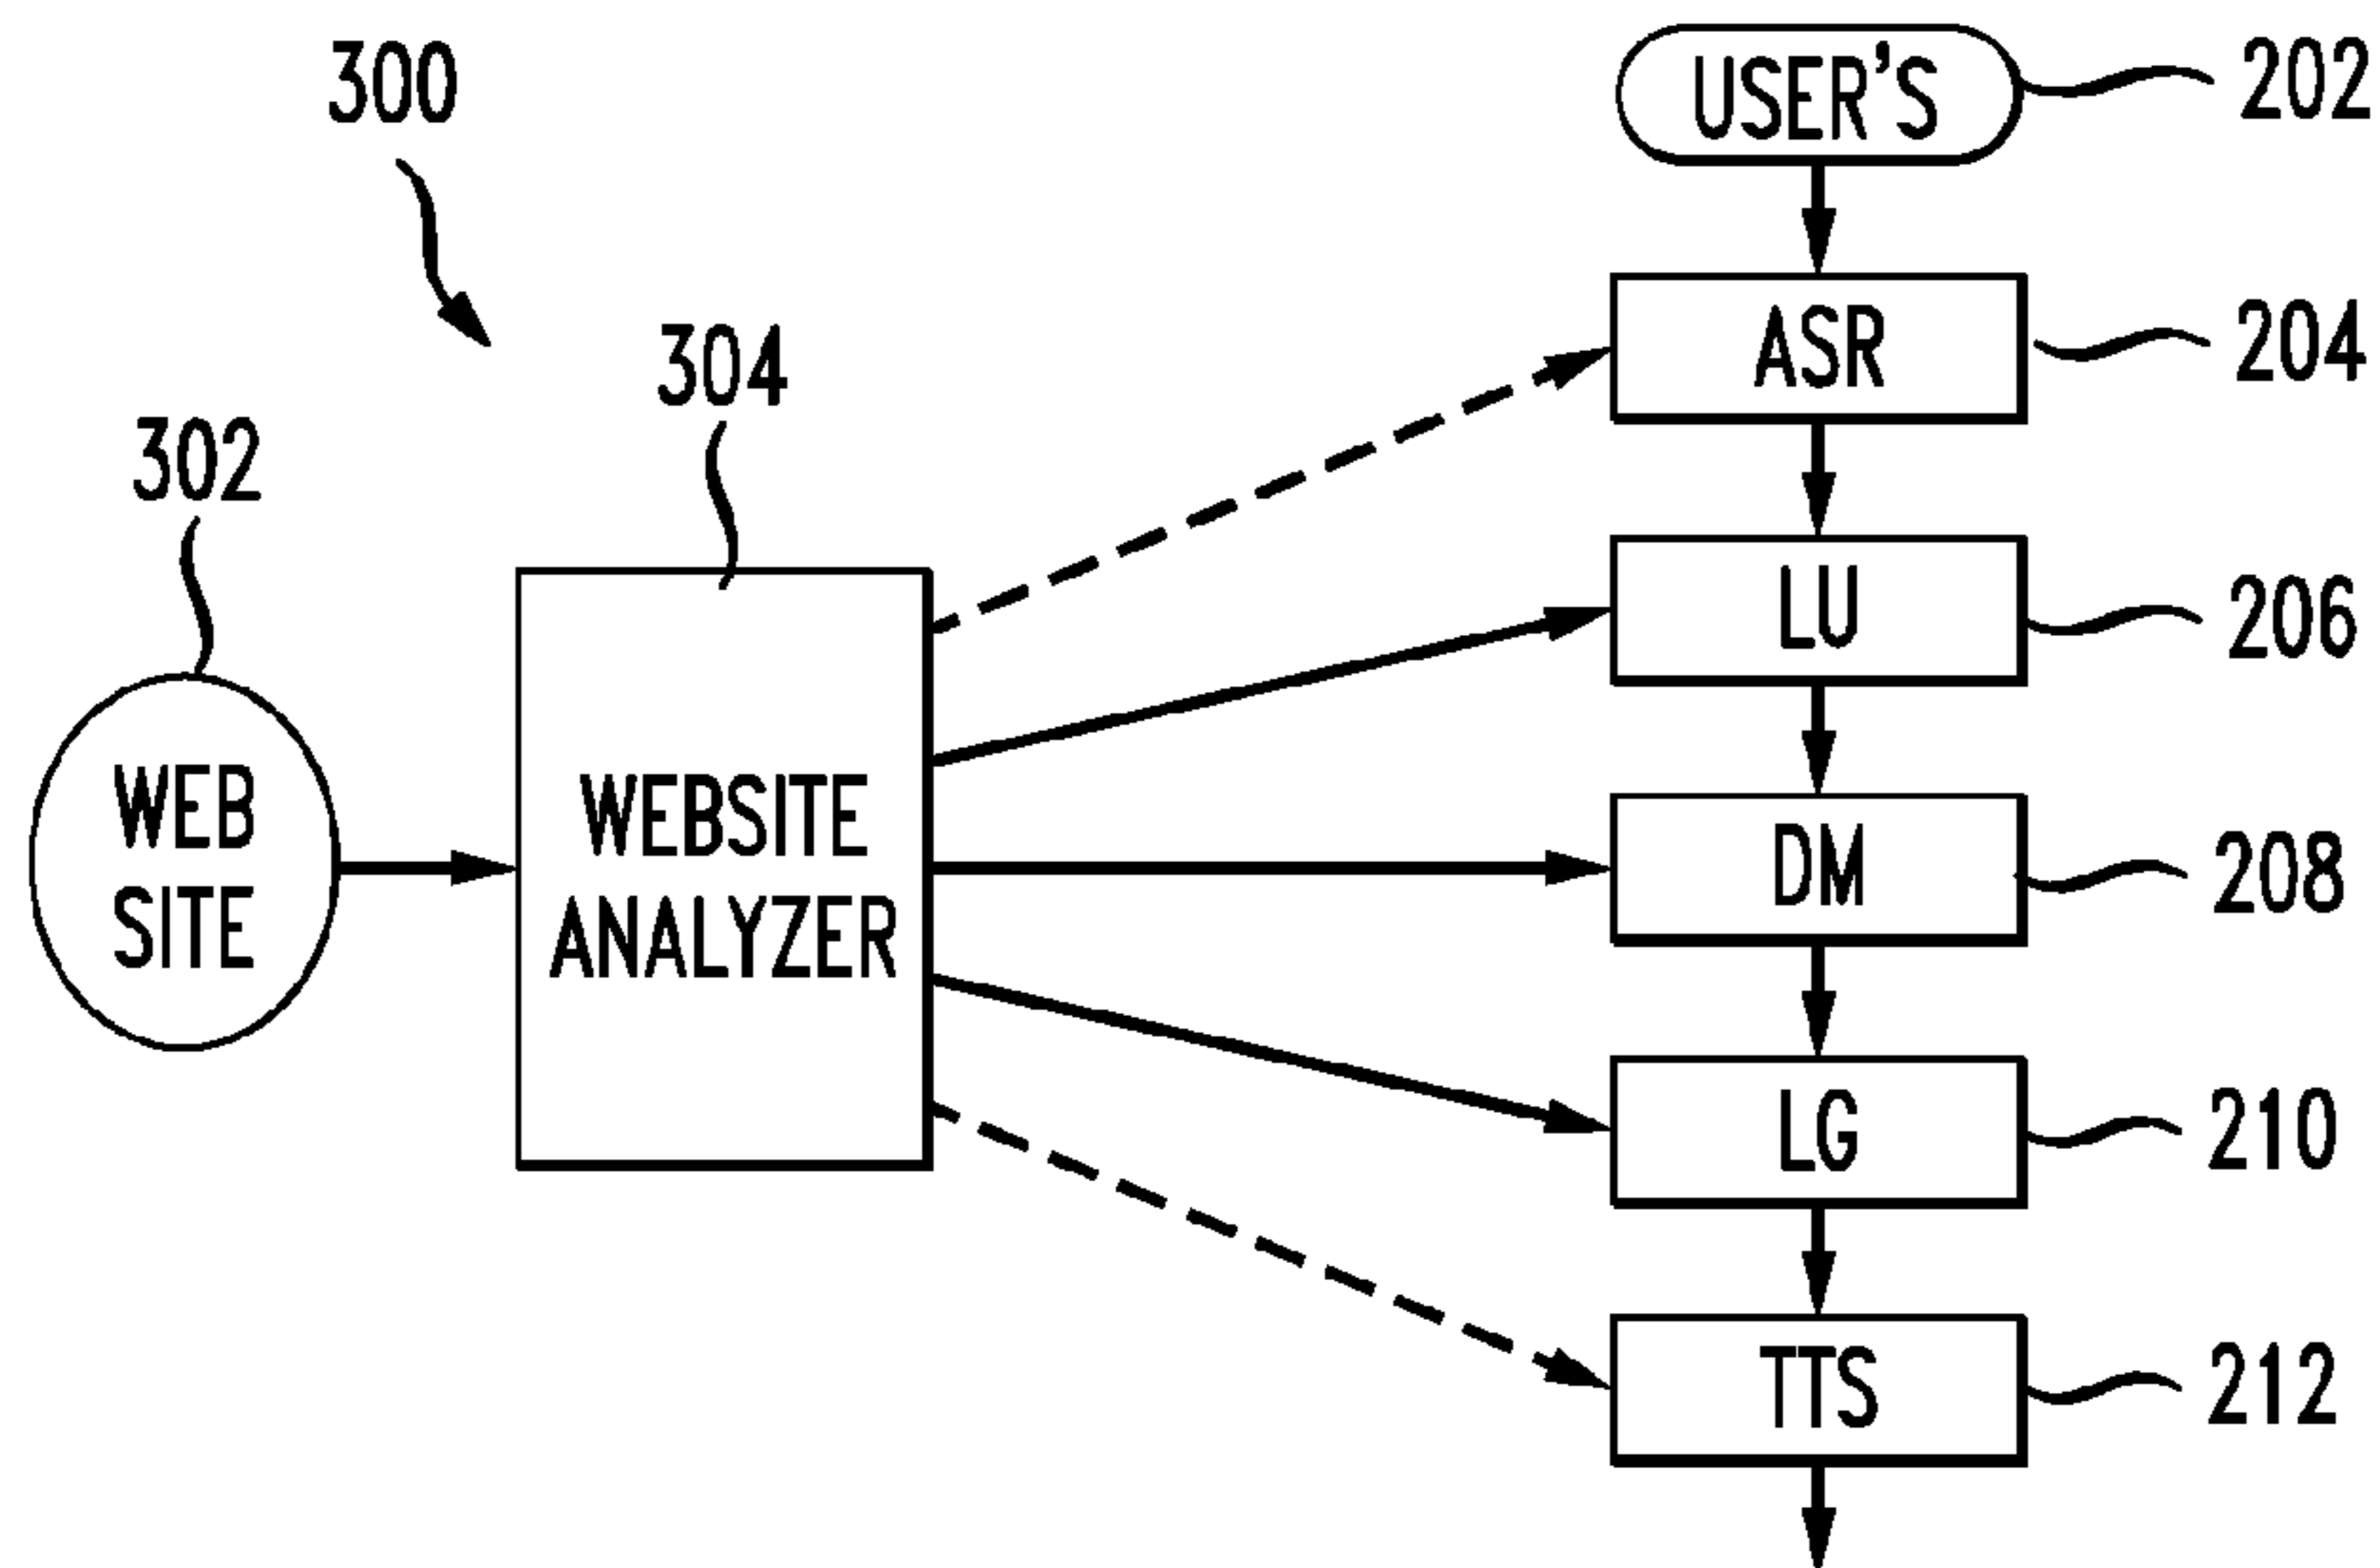 300
USER'S
202
304
ASR
204
302
LU
206
WEB
SITE
WEBSITE
ANALYZER
DM
208
LG
210
TTS
212